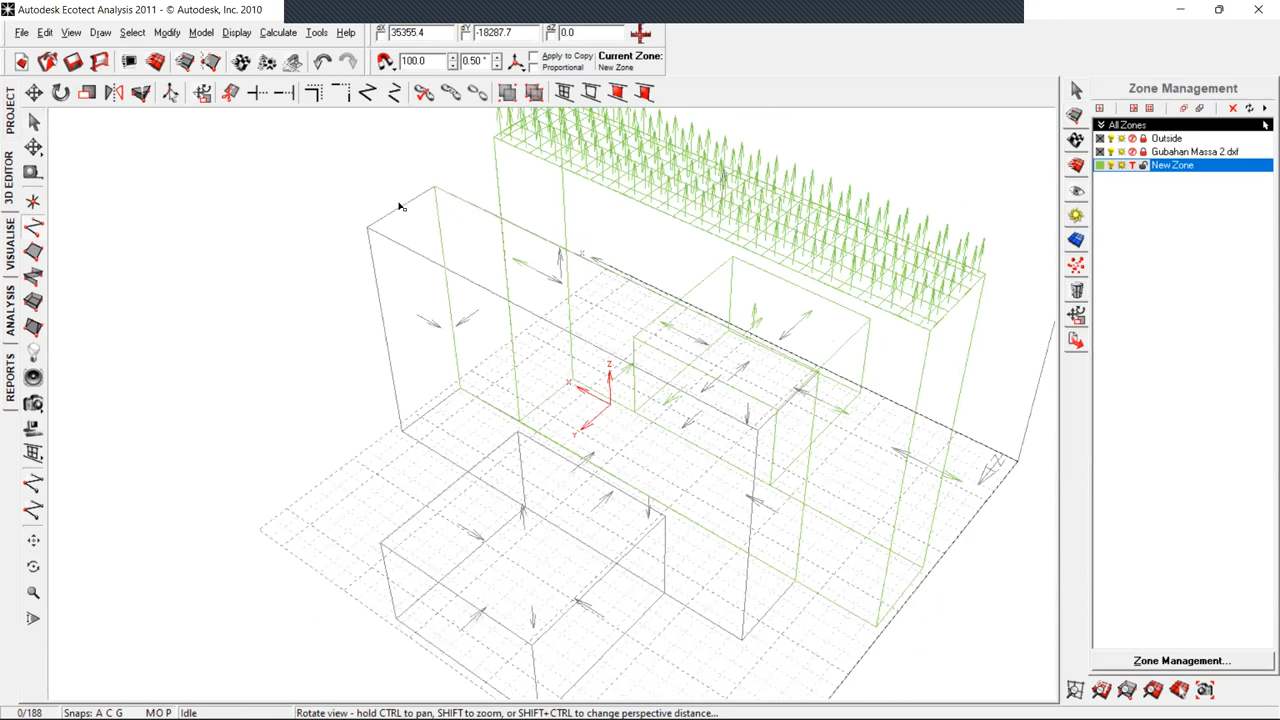 Autodesk Ecotect Analysis 2011 - © Autodesk, Inc. 2010
File Edit View Draw Select Modify Model Display Calculate Tools Help
dX 35355.4 dY -18287.7 dZ 0.0
100.0 0.50 ° Apply to Copy Proportional Current Zone: New Zone
PROJECT
3D EDITOR
VISUALISE
ANALYSIS
REPORTS
Zone Management
All Zones
Outside
Gubahan Massa 2.dxf
T New Zone
X
Z
X
Y
N
Zone Management...
0/188 Snaps: A C G MO P Idle Rotate view - hold CTRL to pan, SHIFT to zoom, or SHIFT+CTRL to change perspective distance...